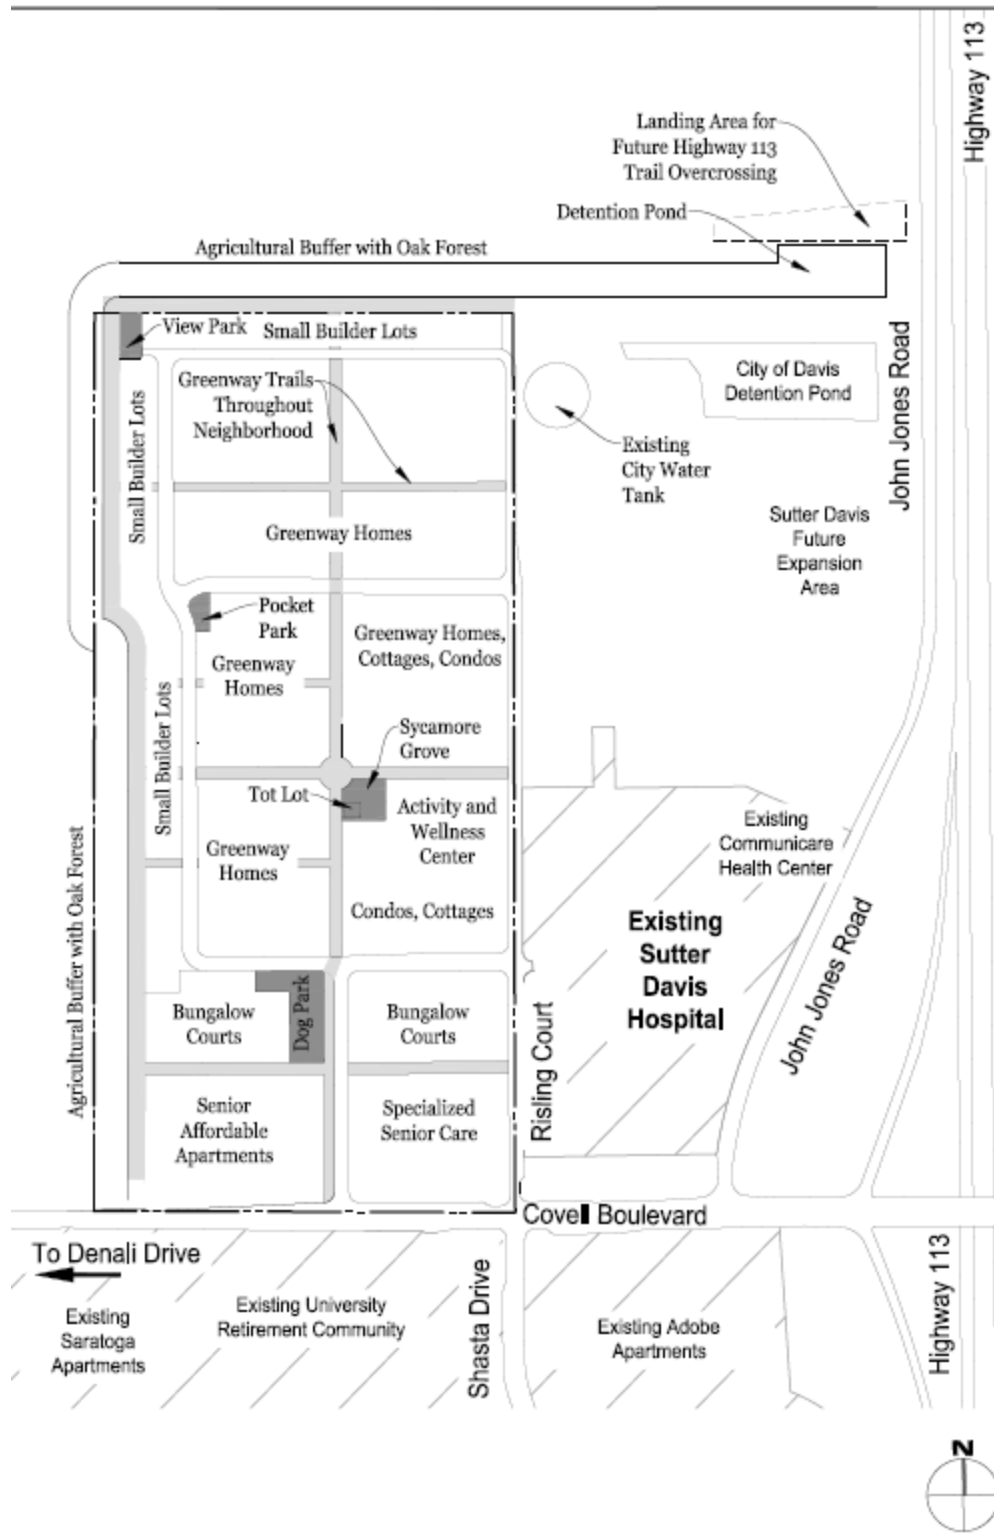 Highway 113
Landing Area for
Future Highway 113
Trail Overcrossing
Detention Pond
Agricultural Buffer with Oak Forest
View Park
Small Builder Lots
Greenway Trails
Throughout
Neighborhood
Small Builder Lots
City of Davis
Detention Pond
John Jones Road
Existing
City Water
Tank
Sutter Davis
Future
Expansion
Area
Greenway Homes
Pocket
Park
Greenway Homes,
Cottages, Condos
Greenway
Homes
Small Builder Lots
Sycamore
Grove
Tot Lot
Activity and
Wellness
Center
Existing
Communicare
Health Center
Greenway
Homes
Agricultural Buffer with Oak Forest
Condos, Cottages
Existing
Sutter
Davis
Hospital
John Jones Road
Bungalow
Courts
Dog Park
Bungalow
Courts
Risling Court
Senior
Affordable
Apartments
Specialized
Senior Care
Covell Boulevard
To Denali Drive
Existing
Saratoga
Apartments
Existing University
Retirement Community
Shasta Drive
Existing Adobe
Apartments
Highway 113
N